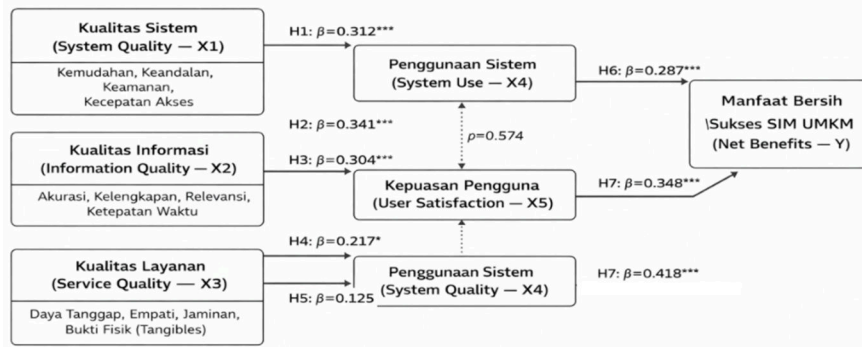 Kualitas Sistem
(System Quality — X1)
Kemudahan, Keandalan,
Keamanan,
Kecepatan Akses
H1: β=0.312***
Penggunaan Sistem
(System Use — X4)
H6: β=0.287***
Manfaat Bersih
\Sukses SIM UMKM
(Net Benefits — Y)
H2: β=0.341***
ρ=0.574
Kualitas Informasi
(Information Quality — X2)
Akurasi, Kelengkapan, Relevansi,
Ketepatan Waktu
H3: β=0.304***
Kepuasan Pengguna
(User Satisfaction — X5)
H7: β=0.348***
Kualitas Layanan
(Service Quality — X3)
Daya Tanggap, Empati, Jaminan,
Bukti Fisik (Tangibles)
H4: β=0.217*
H5: β=0.125
Penggunaan Sistem
(System Quality — X4)
H7: β=0.418***